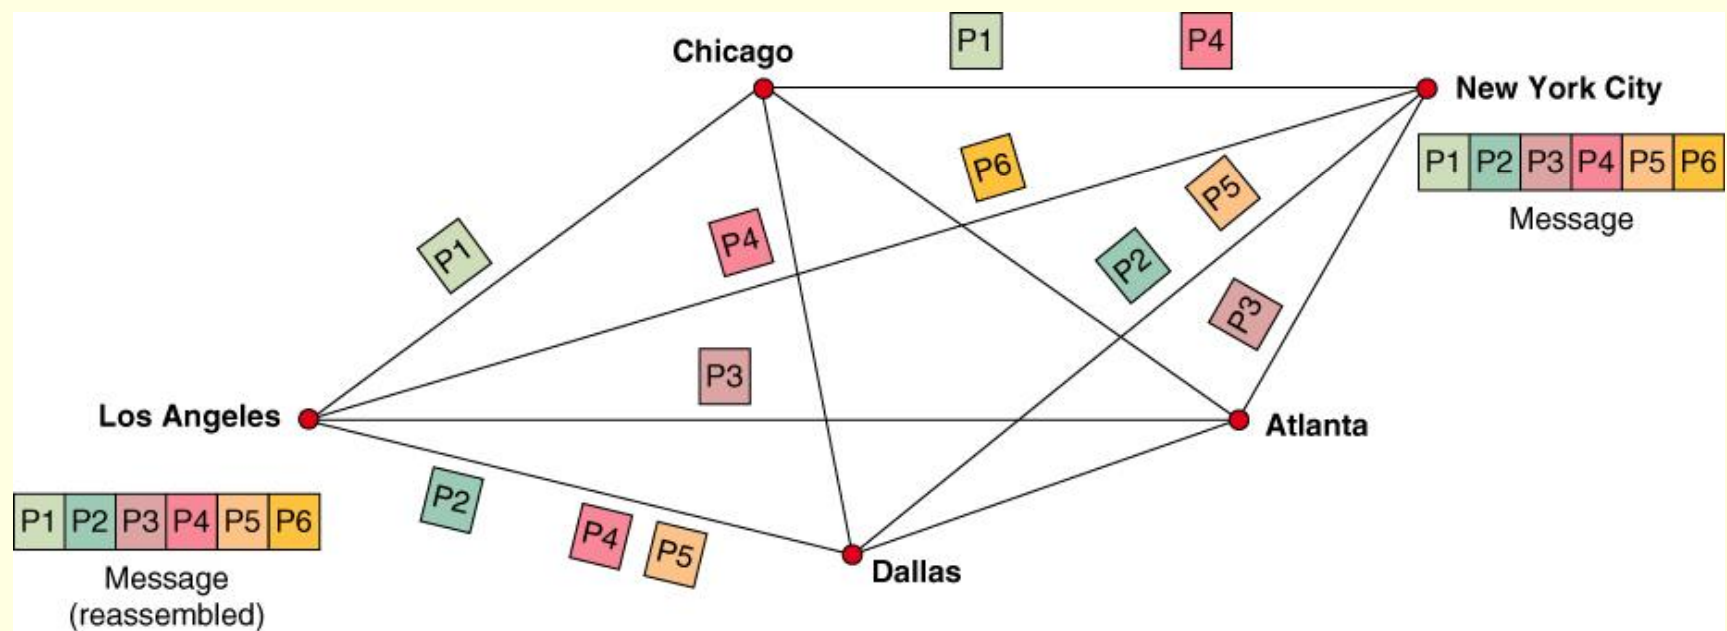 P1 P4
Chicago
New York City
P6
P5
P1 P2 P3 P4 P5 P6
Message
P1
P4
P2
P3
P3
Los Angeles
Atlanta
P2
P4
P5
Dallas
P1 P2 P3 P4 P5 P6
Message
(reassembled)